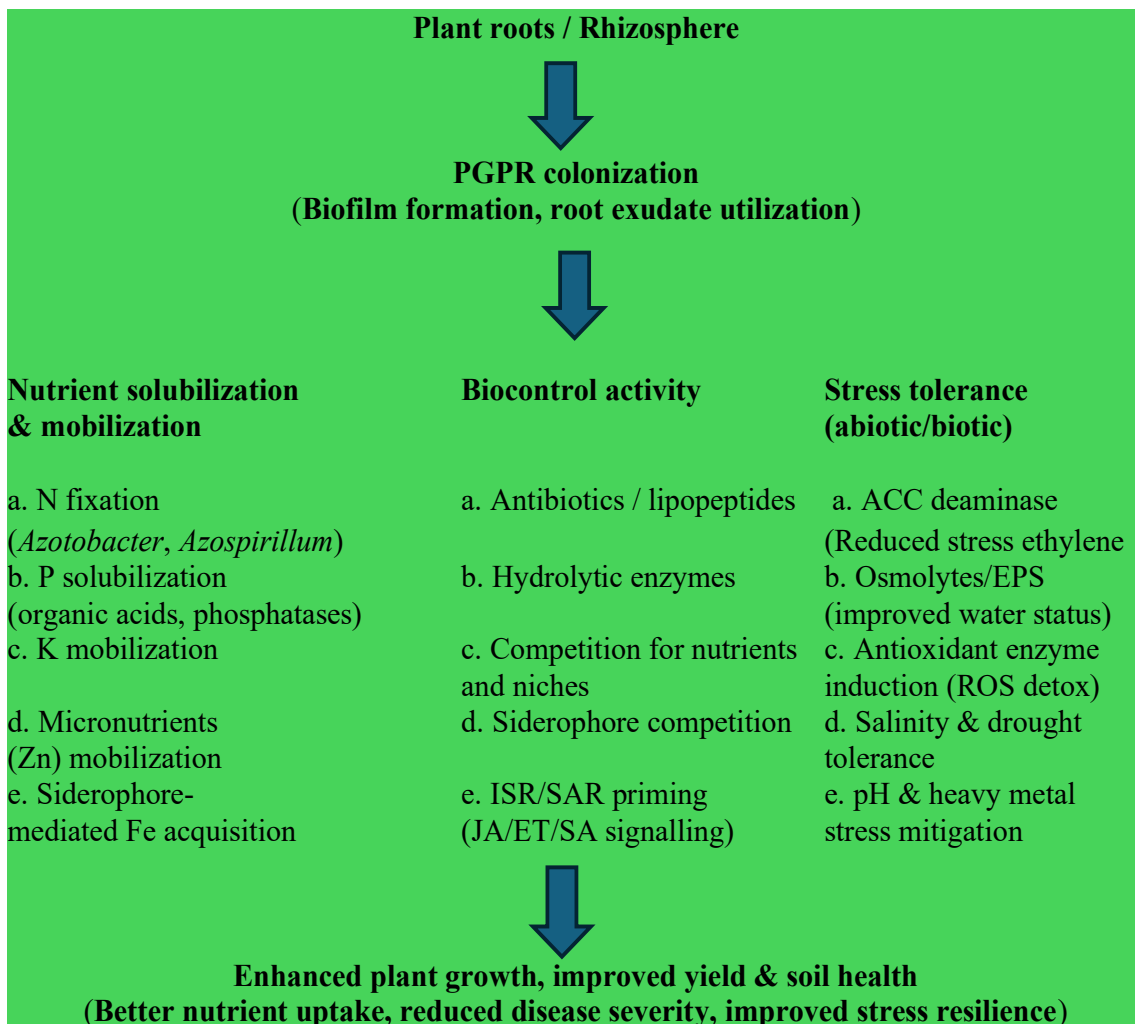 Plant roots / Rhizosphere
PGPR colonization
(Biofilm formation, root exudate utilization)
Nutrient solubilization
& mobilization
a. N fixation
(Azotobacter, Azospirillum)
b. P solubilization
(organic acids, phosphatases)
c. K mobilization
d. Micronutrients
(Zn) mobilization
e. Siderophore-
mediated Fe acquisition
Biocontrol activity
a. Antibiotics / lipopeptides
b. Hydrolytic enzymes
c. Competition for nutrients
and niches
d. Siderophore competition
e. ISR/SAR priming
(JA/ET/SA signalling)
Stress tolerance
(abiotic/biotic)
a. ACC deaminase
(Reduced stress ethylene
b. Osmolytes/EPS
(improved water status)
c. Antioxidant enzyme
induction (ROS detox)
d. Salinity & drought
tolerance
e. pH & heavy metal
stress mitigation
Enhanced plant growth, improved yield & soil health
(Better nutrient uptake, reduced disease severity, improved stress resilience)